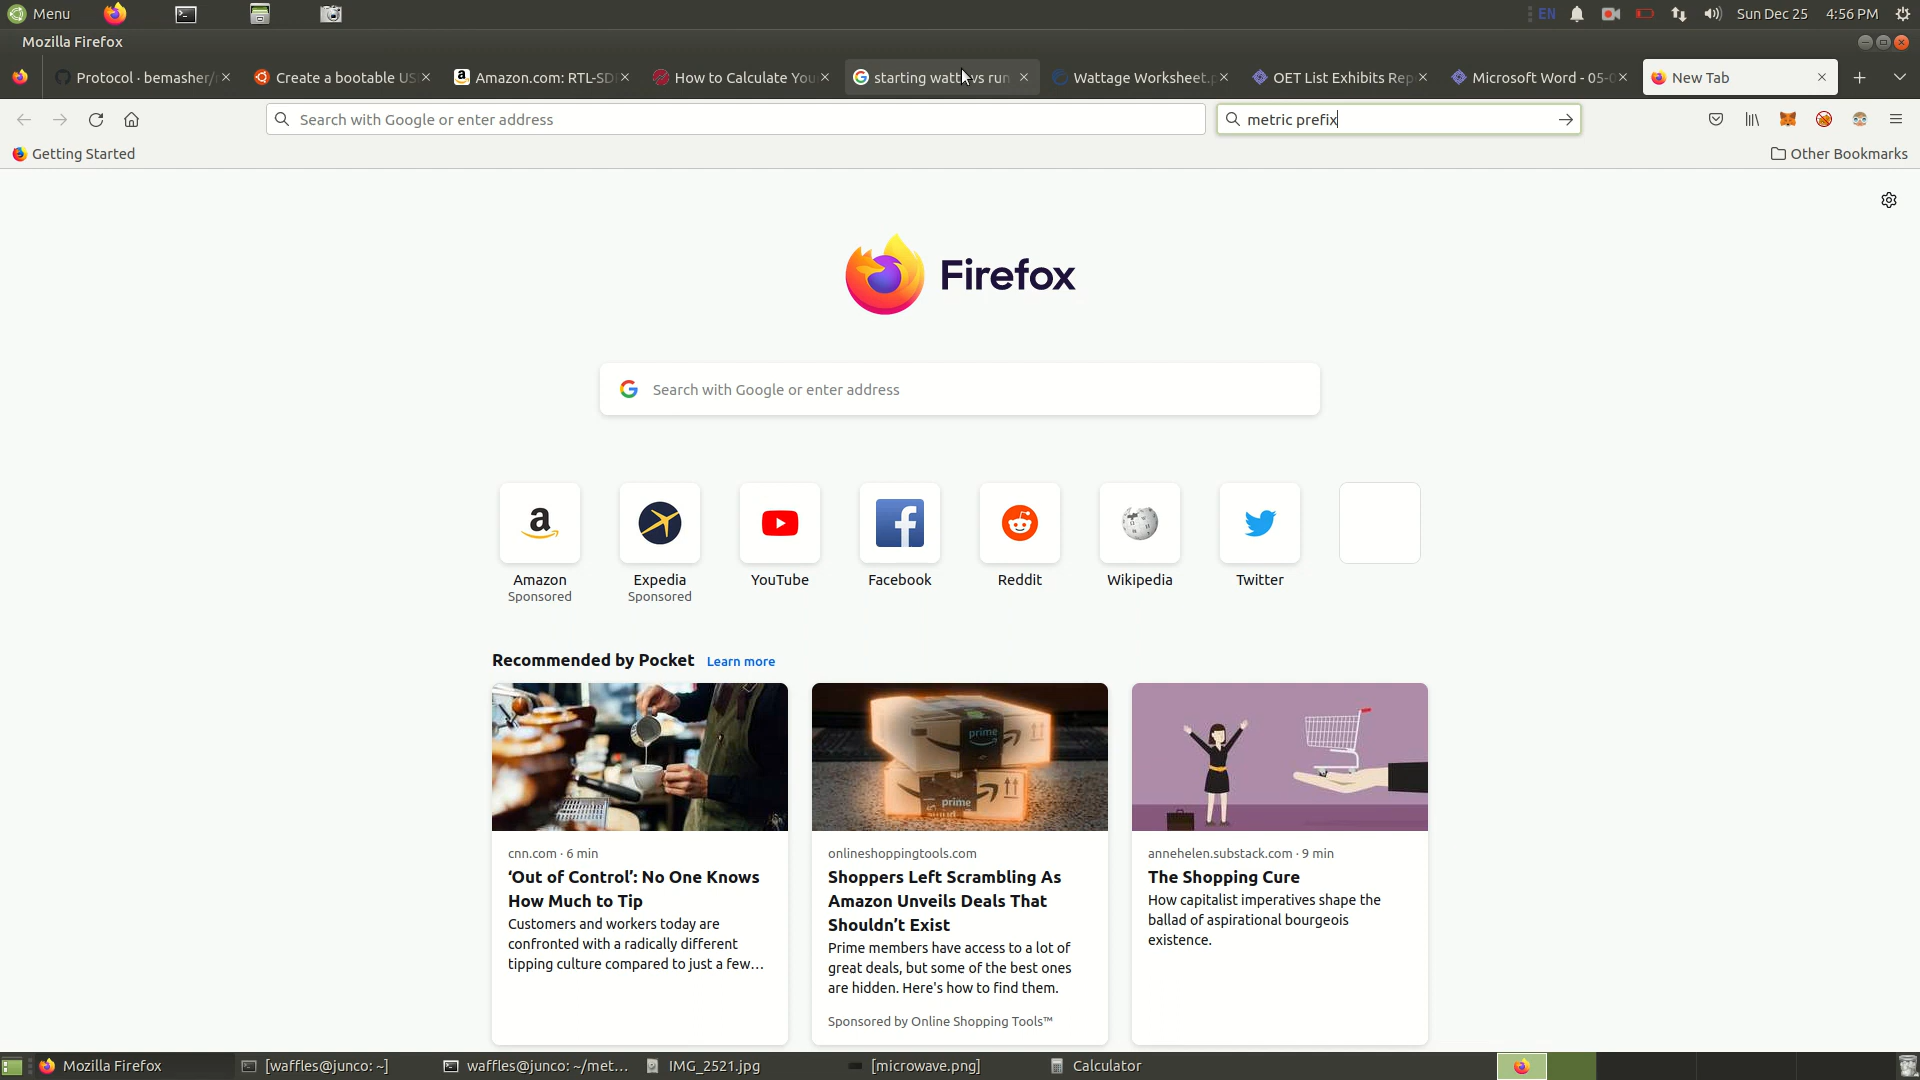 Menu
EN
Sun Dec 25
4:56 PM
Mozilla Firefox
Protocol · bemasher/
Create a bootable US
Amazon.com: RTL-SD
How to Calculate You
starting watt vs run
Wattage Worksheet.p
OET List Exhibits Rep
Microsoft Word - 05-0
New Tab
Search with Google or enter address
metric prefix
Getting Started
Other Bookmarks
Firefox
Search with Google or enter address
Amazon
Sponsored
Expedia
Sponsored
YouTube
Facebook
Reddit
Wikipedia
Twitter
Recommended by Pocket
Learn more
prime
prime
cnn.com · 6 min
‘Out of Control’: No One Knows
How Much to Tip
Customers and workers today are
confronted with a radically different
tipping culture compared to just a few…
onlineshoppingtools.com
Shoppers Left Scrambling As
Amazon Unveils Deals That
Shouldn’t Exist
Prime members have access to a lot of
great deals, but some of the best ones
are hidden. Here's how to find them.
Sponsored by Online Shopping Tools™
annehelen.substack.com · 9 min
The Shopping Cure
How capitalist imperatives shape the
ballad of aspirational bourgeois
existence.
Mozilla Firefox
[waffles@junco: ~]
waffles@junco: ~/met...
IMG_2521.jpg
[microwave.png]
Calculator